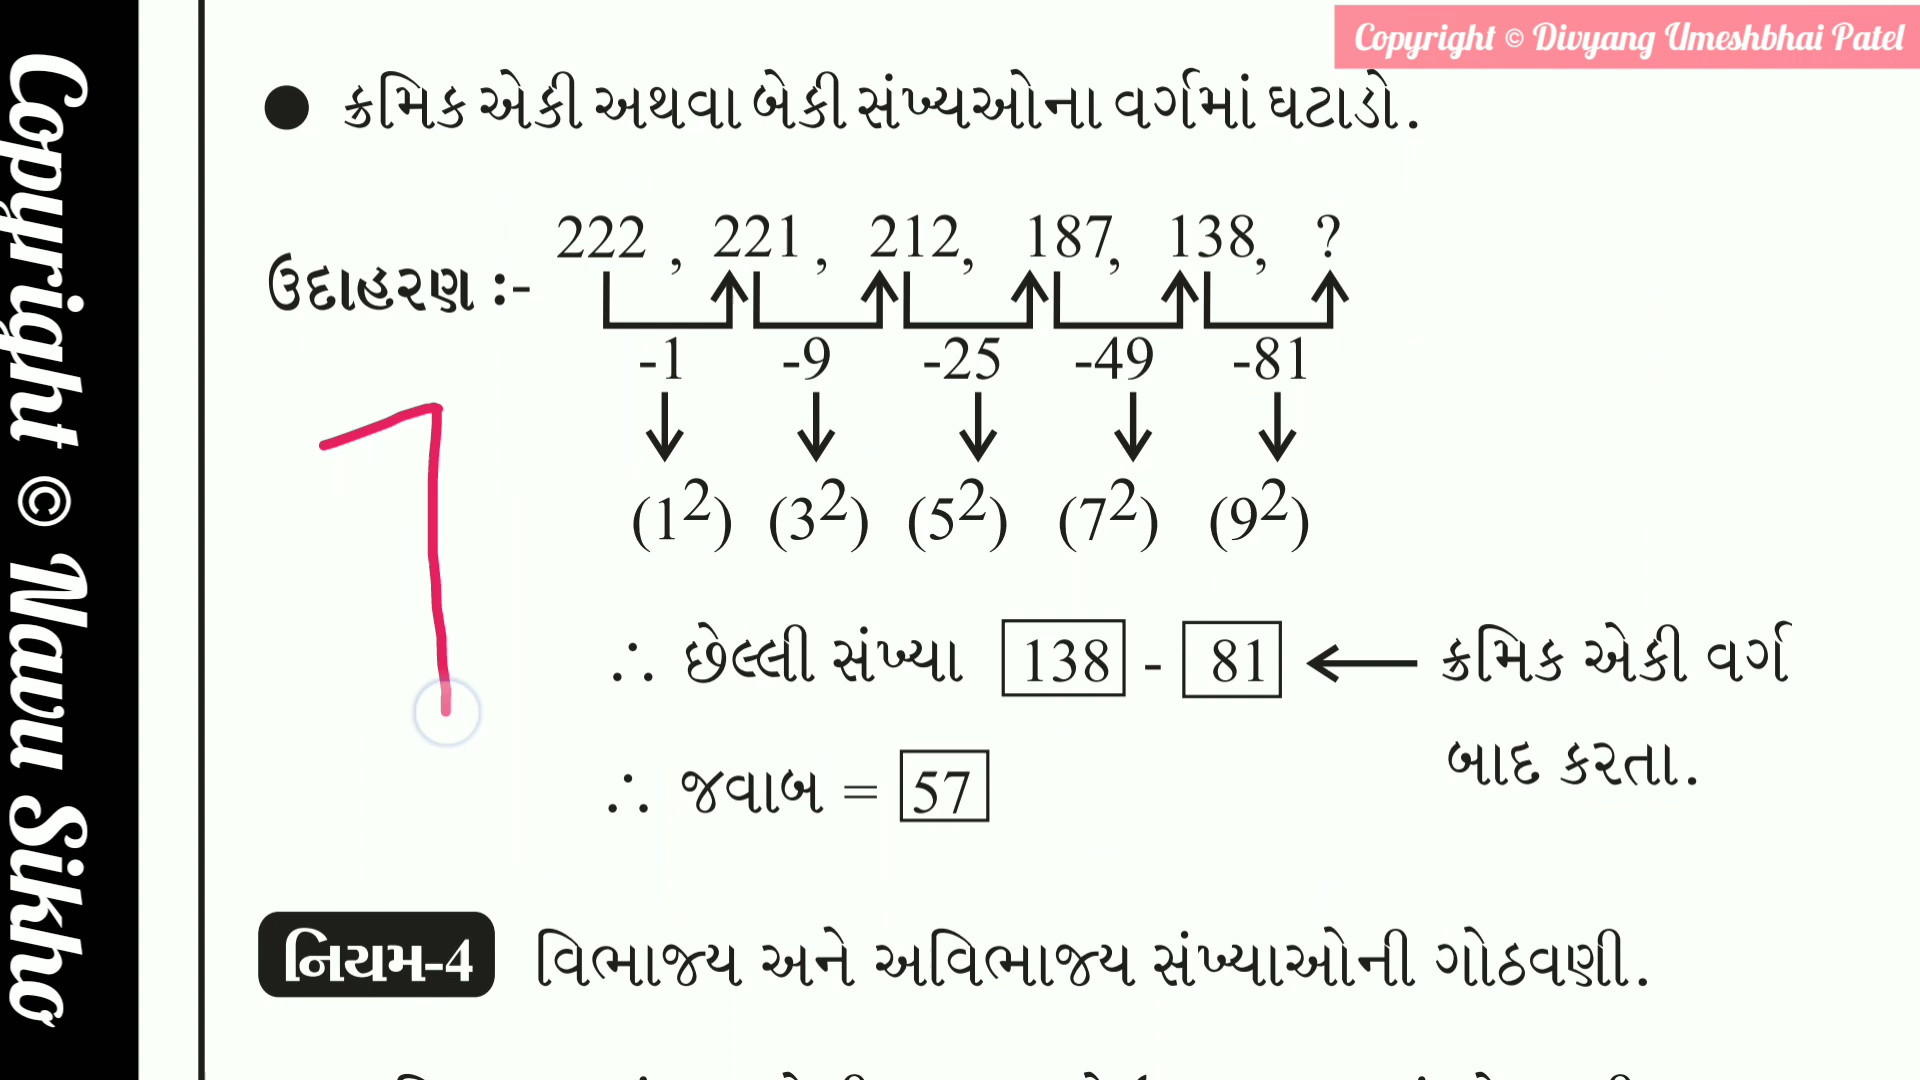 Copyright © Divyang Umeshbhai Patel
Copyright © Navu Sikho
● ક્રમિક એકી અથવા બેકી સંખ્યઓના વર્ગમાં ઘટાડો.
ઉદાહરણ :- 222 , 221, 212, 187, 138, ?
-1 -9 -25 -49 -81
(1²) (3²) (5²) (7²) (9²)
∴ છેલ્લી સંખ્યા 138 - 81 ← ક્રમિક એકી વર્ગ
બાદ કરતા.
∴ જવાબ = 57
નિયમ-4 વિભાજ્ય અને અવિભાજ્ય સંખ્યાઓની ગોઠવણી.